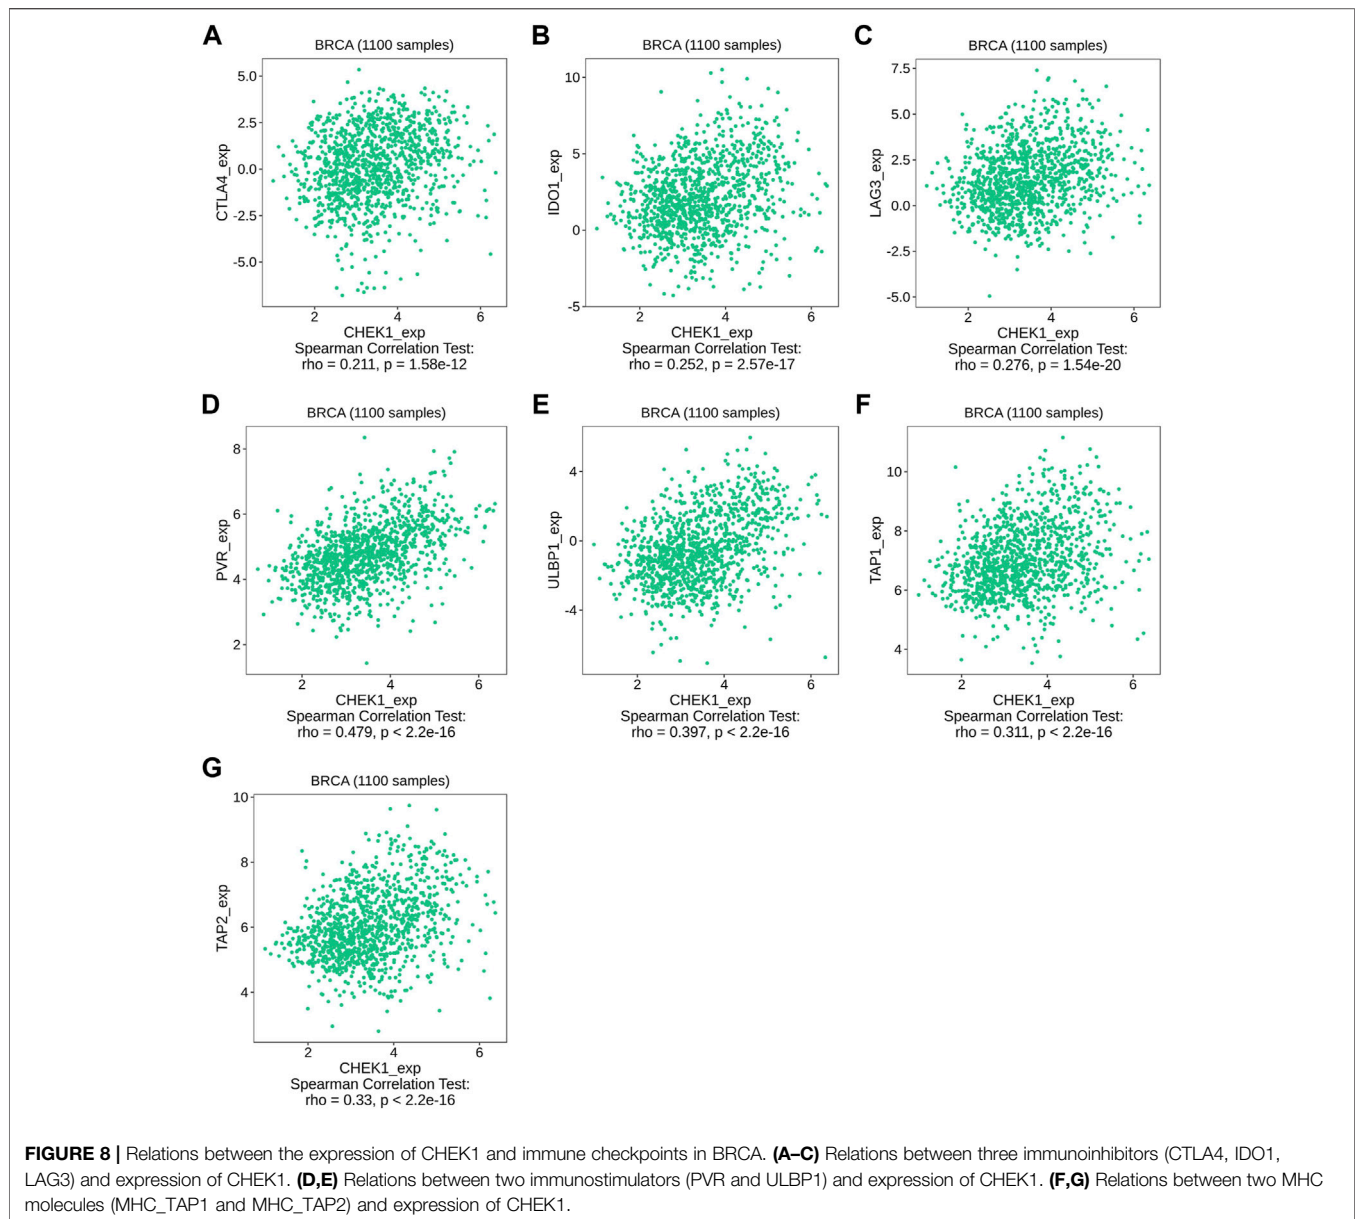 A
BRCA (1100 samples)
5.0
2.5
0.0
-2.5
-5.0
CTLA4_exp
2 4 6
CHEK1_exp
Spearman Correlation Test:
rho = 0.211, p = 1.58e-12
B
BRCA (1100 samples)
10
5
0
-5
IDO1_exp
2 4 6
CHEK1_exp
Spearman Correlation Test:
rho = 0.252, p = 2.57e-17
C
BRCA (1100 samples)
7.5
5.0
2.5
0.0
-2.5
-5.0
LAG3_exp
2 4 6
CHEK1_exp
Spearman Correlation Test:
rho = 0.276, p = 1.54e-20
D
BRCA (1100 samples)
8
6
4
2
PVR_exp
2 4 6
CHEK1_exp
Spearman Correlation Test:
rho = 0.479, p < 2.2e-16
E
BRCA (1100 samples)
4
0
-4
ULBP1_exp
2 4 6
CHEK1_exp
Spearman Correlation Test:
rho = 0.397, p < 2.2e-16
F
BRCA (1100 samples)
10
8
6
4
TAP1_exp
2 4 6
CHEK1_exp
Spearman Correlation Test:
rho = 0.311, p < 2.2e-16
G
BRCA (1100 samples)
10
8
6
4
TAP2_exp
2 4 6
CHEK1_exp
Spearman Correlation Test:
rho = 0.33, p < 2.2e-16
FIGURE 8 | Relations between the expression of CHEK1 and immune checkpoints in BRCA. (A–C) Relations between three immunoinhibitors (CTLA4, IDO1,
LAG3) and expression of CHEK1. (D,E) Relations between two immunostimulators (PVR and ULBP1) and expression of CHEK1. (F,G) Relations between two MHC
molecules (MHC_TAP1 and MHC_TAP2) and expression of CHEK1.